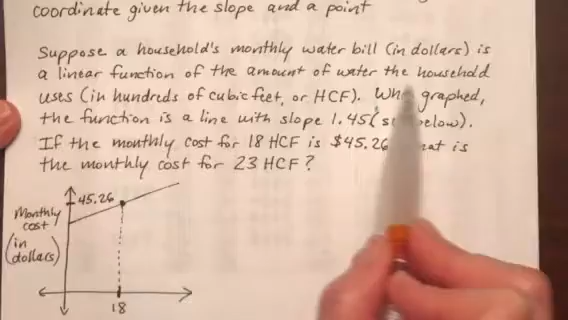 coordinate given the slope and a point
Suppose a household's monthly water bill (in dollars) is
a linear function of the amount of water the household
uses (in hundreds of cubic feet, or HCF). graphed,
the function is a line with slope 1.45 below).
If the monthly cost for 18 HCF is $45.26 is
the monthly cost for 23 HCF?
45.26
Monthly
cost
(in
dollars)
18